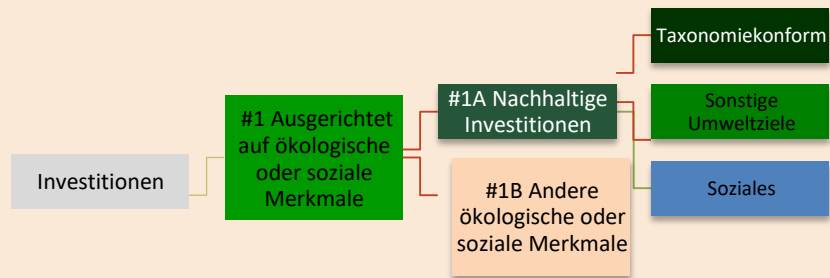 Investitionen
#1 Ausgerichtet
auf ökologische
oder soziale
Merkmale
#1A Nachhaltige
Investitionen
#1B Andere
ökologische oder
soziale Merkmale
Taxonomiekonform
Sonstige
Umweltziele
Soziales